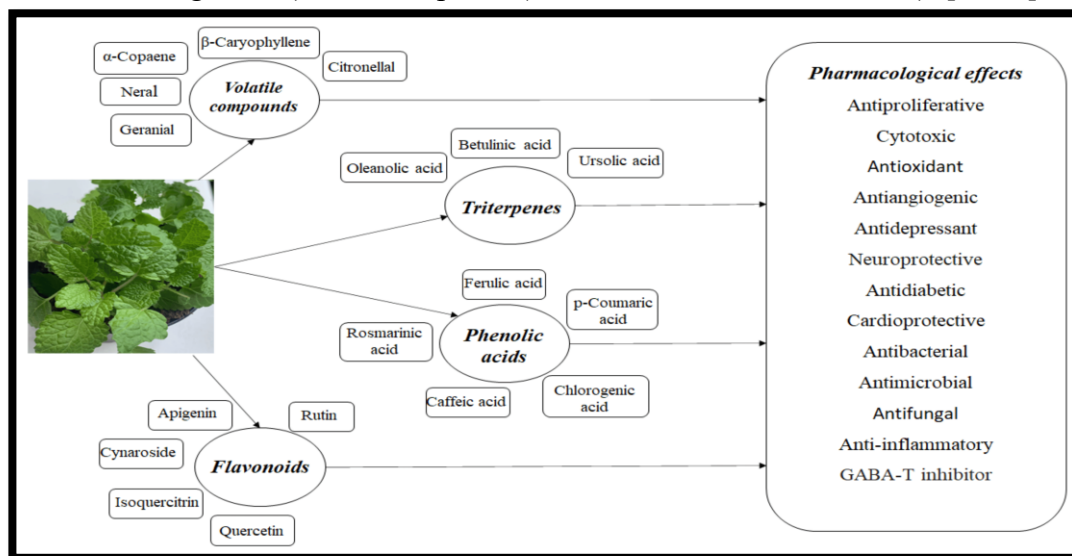 β-Caryophyllene
α-Copaene
Citronellal
Neral
Geranial
Volatile
compounds
Betulinic acid
Oleanolic acid
Ursolic acid
Triterpenes
Ferulic acid
p-Coumaric
acid
Rosmarinic
acid
Phenolic
acids
Caffeic acid
Chlorogenic
acid
Apigenin
Rutin
Cynaroside
Flavonoids
Isoquercitrin
Quercetin
Pharmacological effects
Antiproliferative
Cytotoxic
Antioxidant
Antiangiogenic
Antidepressant
Neuroprotective
Antidiabetic
Cardioprotective
Antibacterial
Antimicrobial
Antifungal
Anti-inflammatory
GABA-T inhibitor